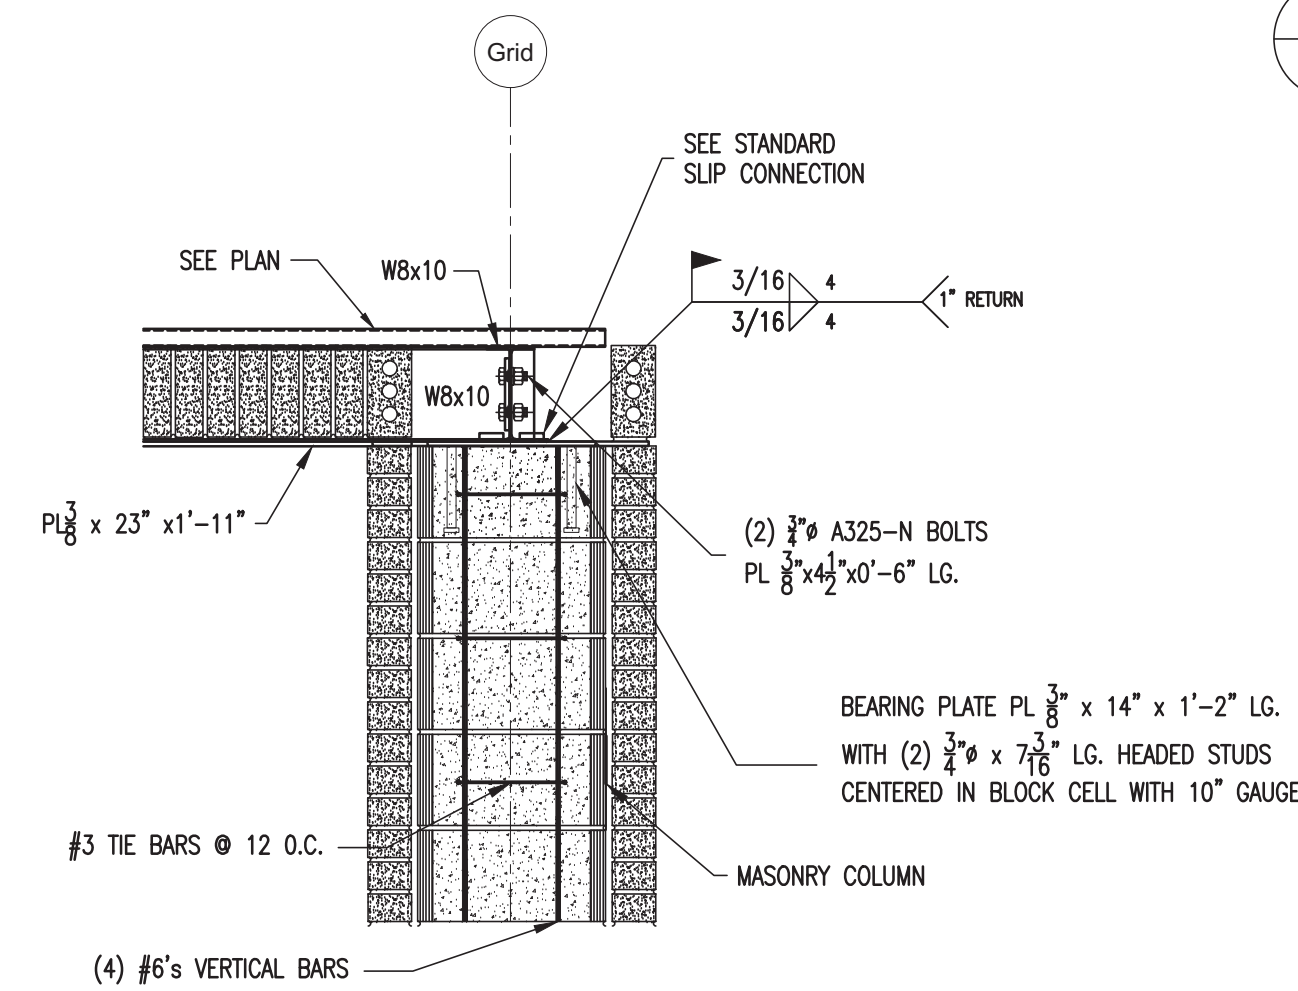 Grid
SEE STANDARD
SLIP CONNECTION
SEE PLAN
W8x10
3/16 4
3/16 4
1" RETURN
W8x10
PL 3/8 x 23" x1'-11"
(2) 3/4"ø A325-N BOLTS
PL 3/8"x4 1/2"x0'-6" LG.
BEARING PLATE PL 3/8" x 14" x 1'-2" LG.
WITH (2) 3/4"ø x 7 3/16" LG. HEADED STUDS
CENTERED IN BLOCK CELL WITH 10" GAUGE
#3 TIE BARS @ 12 O.C.
MASONRY COLUMN
(4) #6's VERTICAL BARS